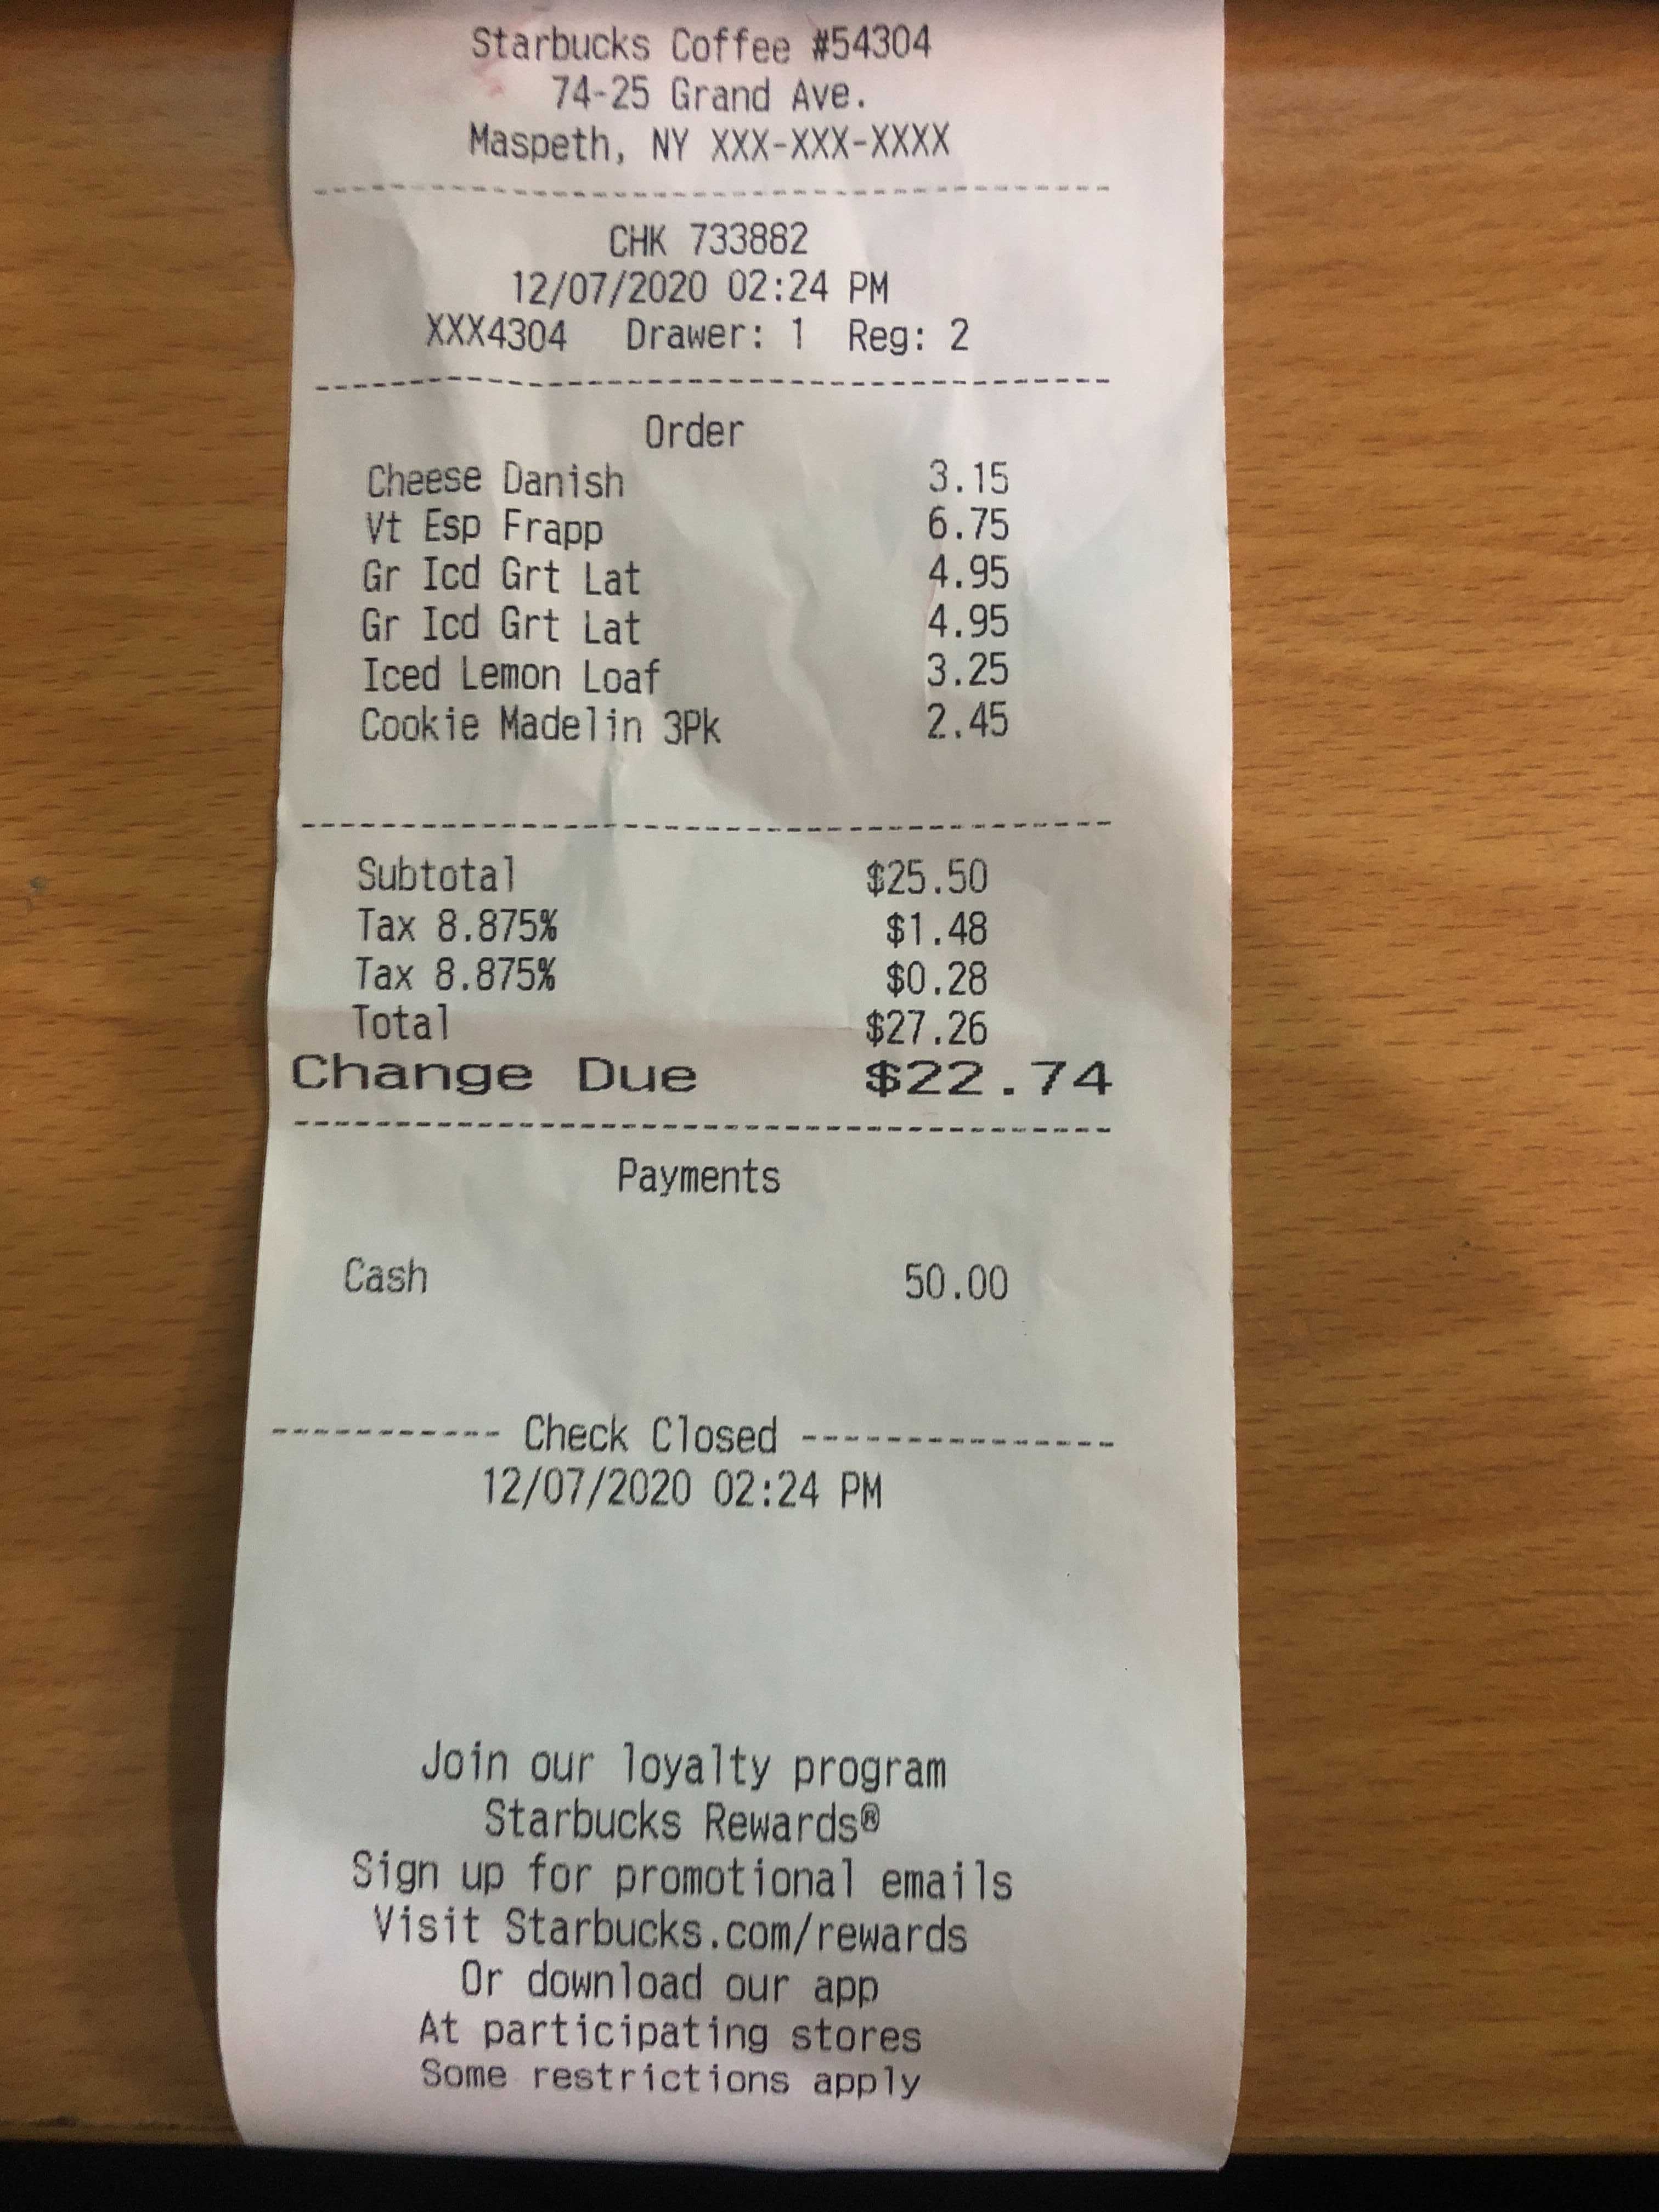 Starbucks Coffee #54304
74-25 Grand Ave.
Maspeth, NY XXX-XXX-XXXX
----------------------------------------
CHK 733882
12/07/2020 02:24 PM
XXX4304 Drawer: 1 Reg: 2
----------------------------------------
Order
Cheese Danish 3.15
Vt Esp Frapp 6.75
Gr Icd Grt Lat 4.95
Gr Icd Grt Lat 4.95
Iced Lemon Loaf 3.25
Cookie Madelin 3Pk 2.45
----------------------------------------
Subtotal $25.50
Tax 8.875% $1.48
Tax 8.875% $0.28
Total $27.26
Change Due $22.74
----------------------------------------
Payments
Cash 50.00
----------- Check Closed ---------------
12/07/2020 02:24 PM
Join our loyalty program
Starbucks Rewards®
Sign up for promotional emails
Visit Starbucks.com/rewards
Or download our app
At participating stores
Some restrictions apply